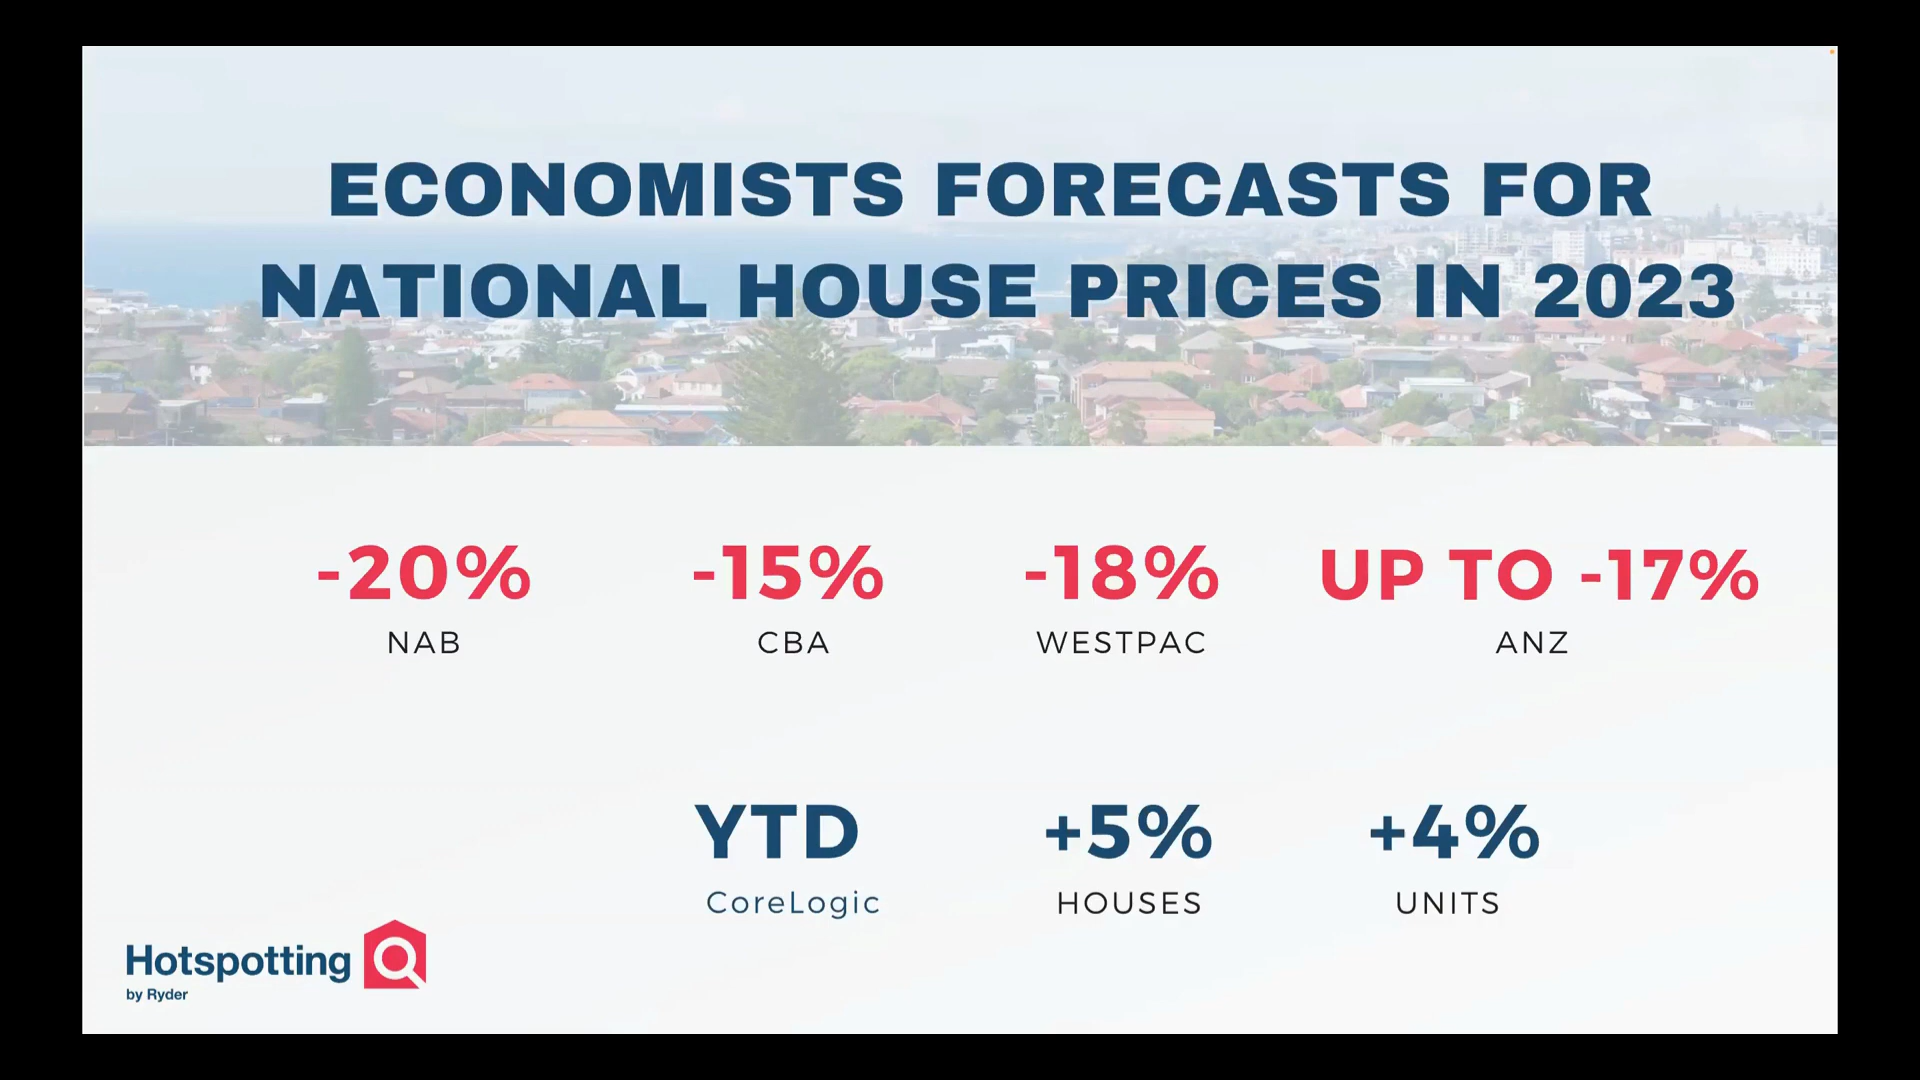 ECONOMISTS FORECASTS FOR
NATIONAL HOUSE PRICES IN 2023
-20% -15% -18% UP TO -17%
NAB CBA WESTPAC ANZ
YTD +5% +4%
CoreLogic HOUSES UNITS
Hotspotting
by Ryder